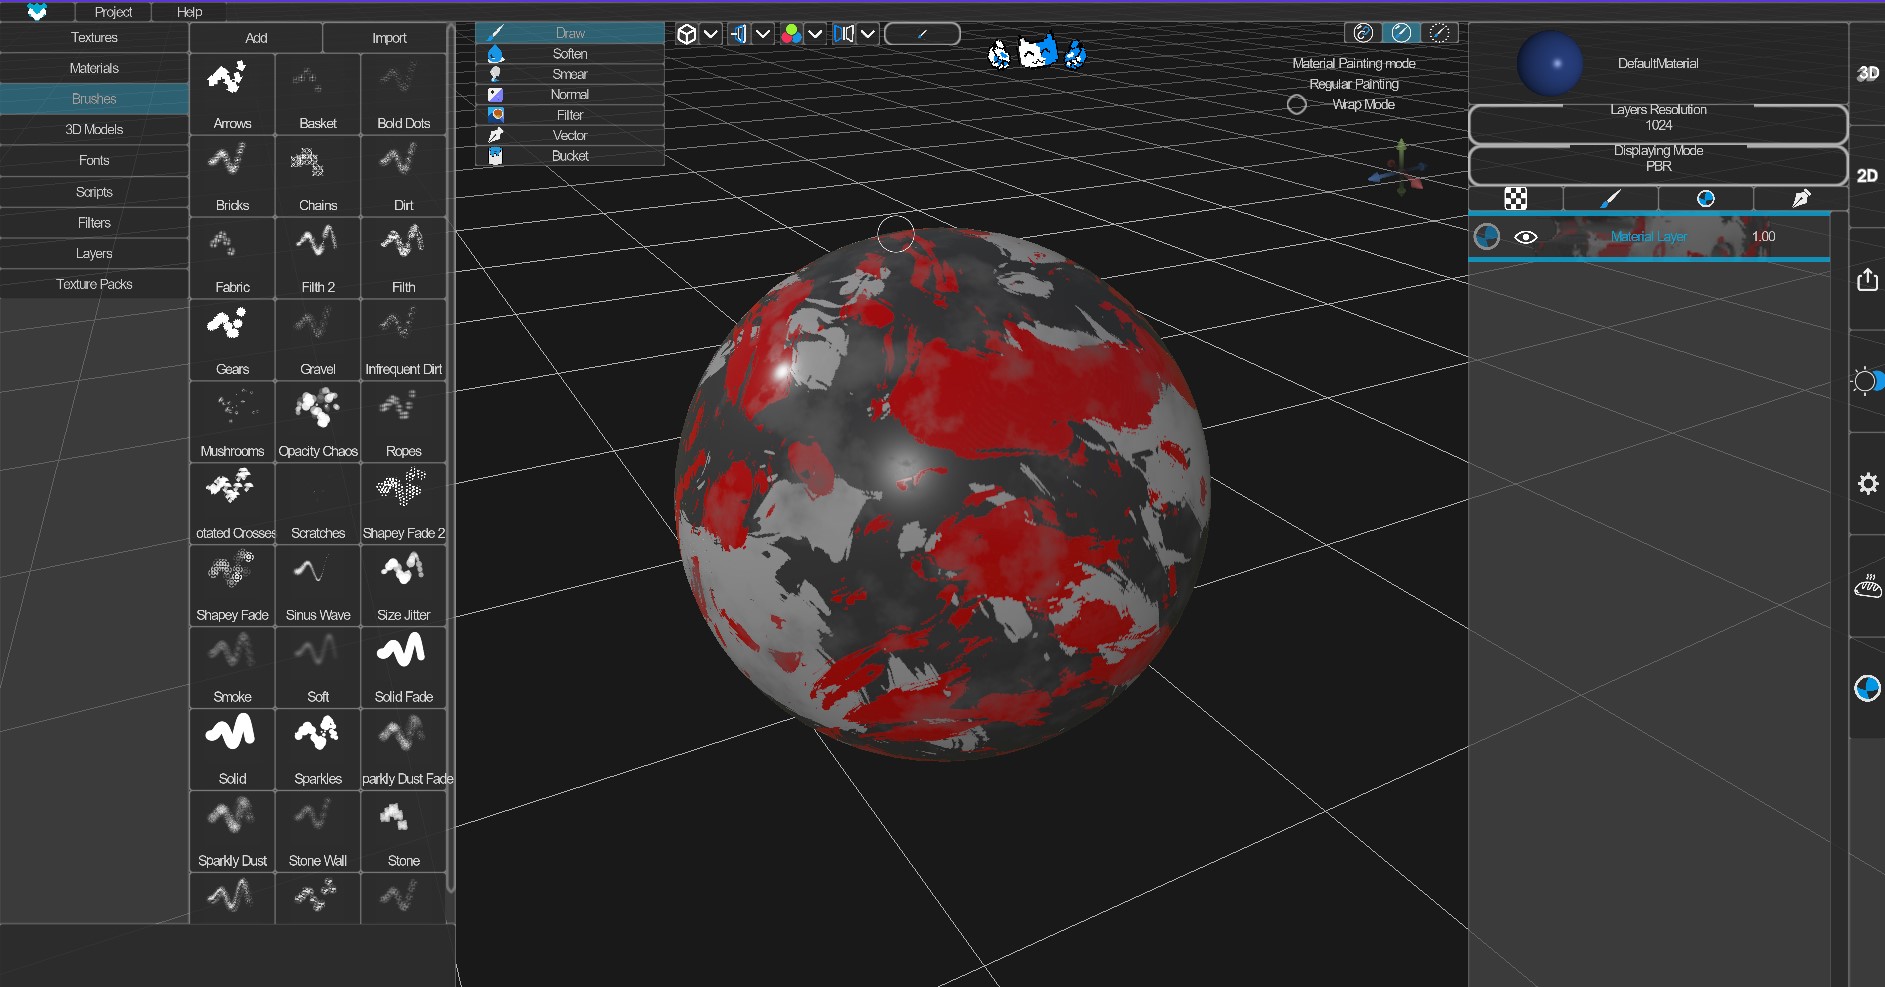 Project Help
Textures
Materials
Brushes
3D Models
Fonts
Scripts
Filters
Layers
Texture Packs
Add Import
Arrows Basket Bold Dots
Bricks Chains Dirt
Fabric Filth 2 Filth
Gears Gravel Infrequent Dirt
Mushrooms Opacity Chaos Ropes
otated Crosses Scratches Shapey Fade 2
Shapey Fade Sinus Wave Size Jitter
Smoke Soft Solid Fade
Solid Sparkles parkly Dust Fade
Sparkly Dust Stone Wall Stone
Draw
Soften
Smear
Normal
Filter
Vector
Bucket
Material Painting mode
Regular Painting
Wrap Mode
DefaultMaterial
Layers Resolution
1024
Displaying Mode
PBR
Material Layer 1.00
3D
2D